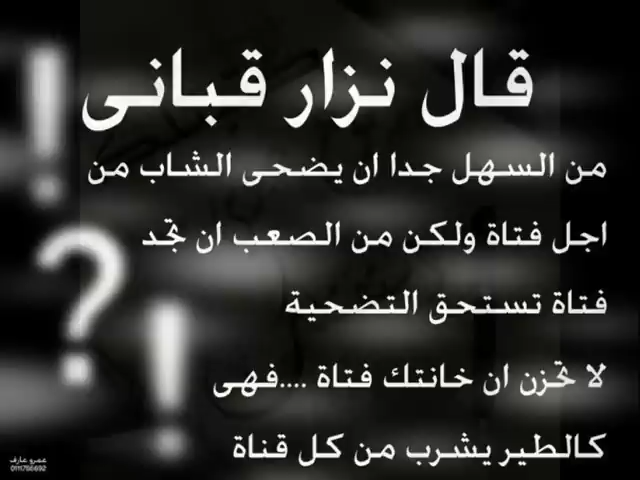 قال نزار قبانى
من السهل جدا ان يضحى الشاب من
اجل فتاة ولكن من الصعب ان تجد
فتاة تستحق التضحية
لا تحزن ان خانتك فتاة ....فهى
كالطير يشرب من كل قناة
عمرو عارف